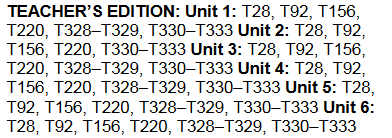 TEACHER'S EDITION: Unit 1: T28, T92, T156,
T220, T328–T329, T330–T333 Unit 2: T28, T92,
T156, T220, T330–T333 Unit 3: T28, T92, T156,
T220, T328–T329, T330–T333 Unit 4: T28, T92,
T156, T220, T328–T329, T330–T333 Unit 5: T28,
T92, T156, T220, T328–T329, T330–T333 Unit 6:
T28, T92, T156, T220, T328–T329, T330–T333